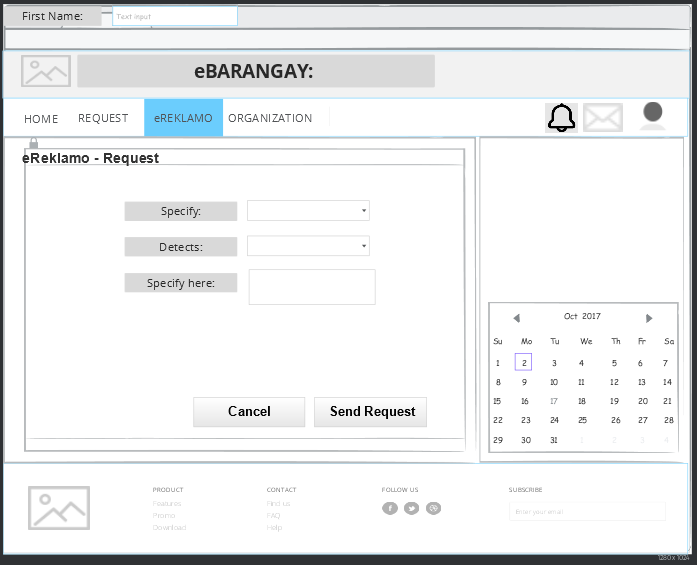 First Name: Text input
eBARANGAY:
HOME REQUEST eREKLAMO ORGANIZATION
eReklamo - Request
Specify:
Detects:
Specify here:
Cancel Send Request
Oct 2017
Su Mo Tu We Th Fr Sa
1 2 3 4 5 6 7
8 9 10 11 12 13 14
15 16 17 18 19 20 21
22 23 24 25 26 27 28
29 30 31 1 2 3 4
PRODUCT CONTACT FOLLOW US SUBSCRIBE
Features Find us
Promo FAQ Enter your email
Download Help
1280 x 1024